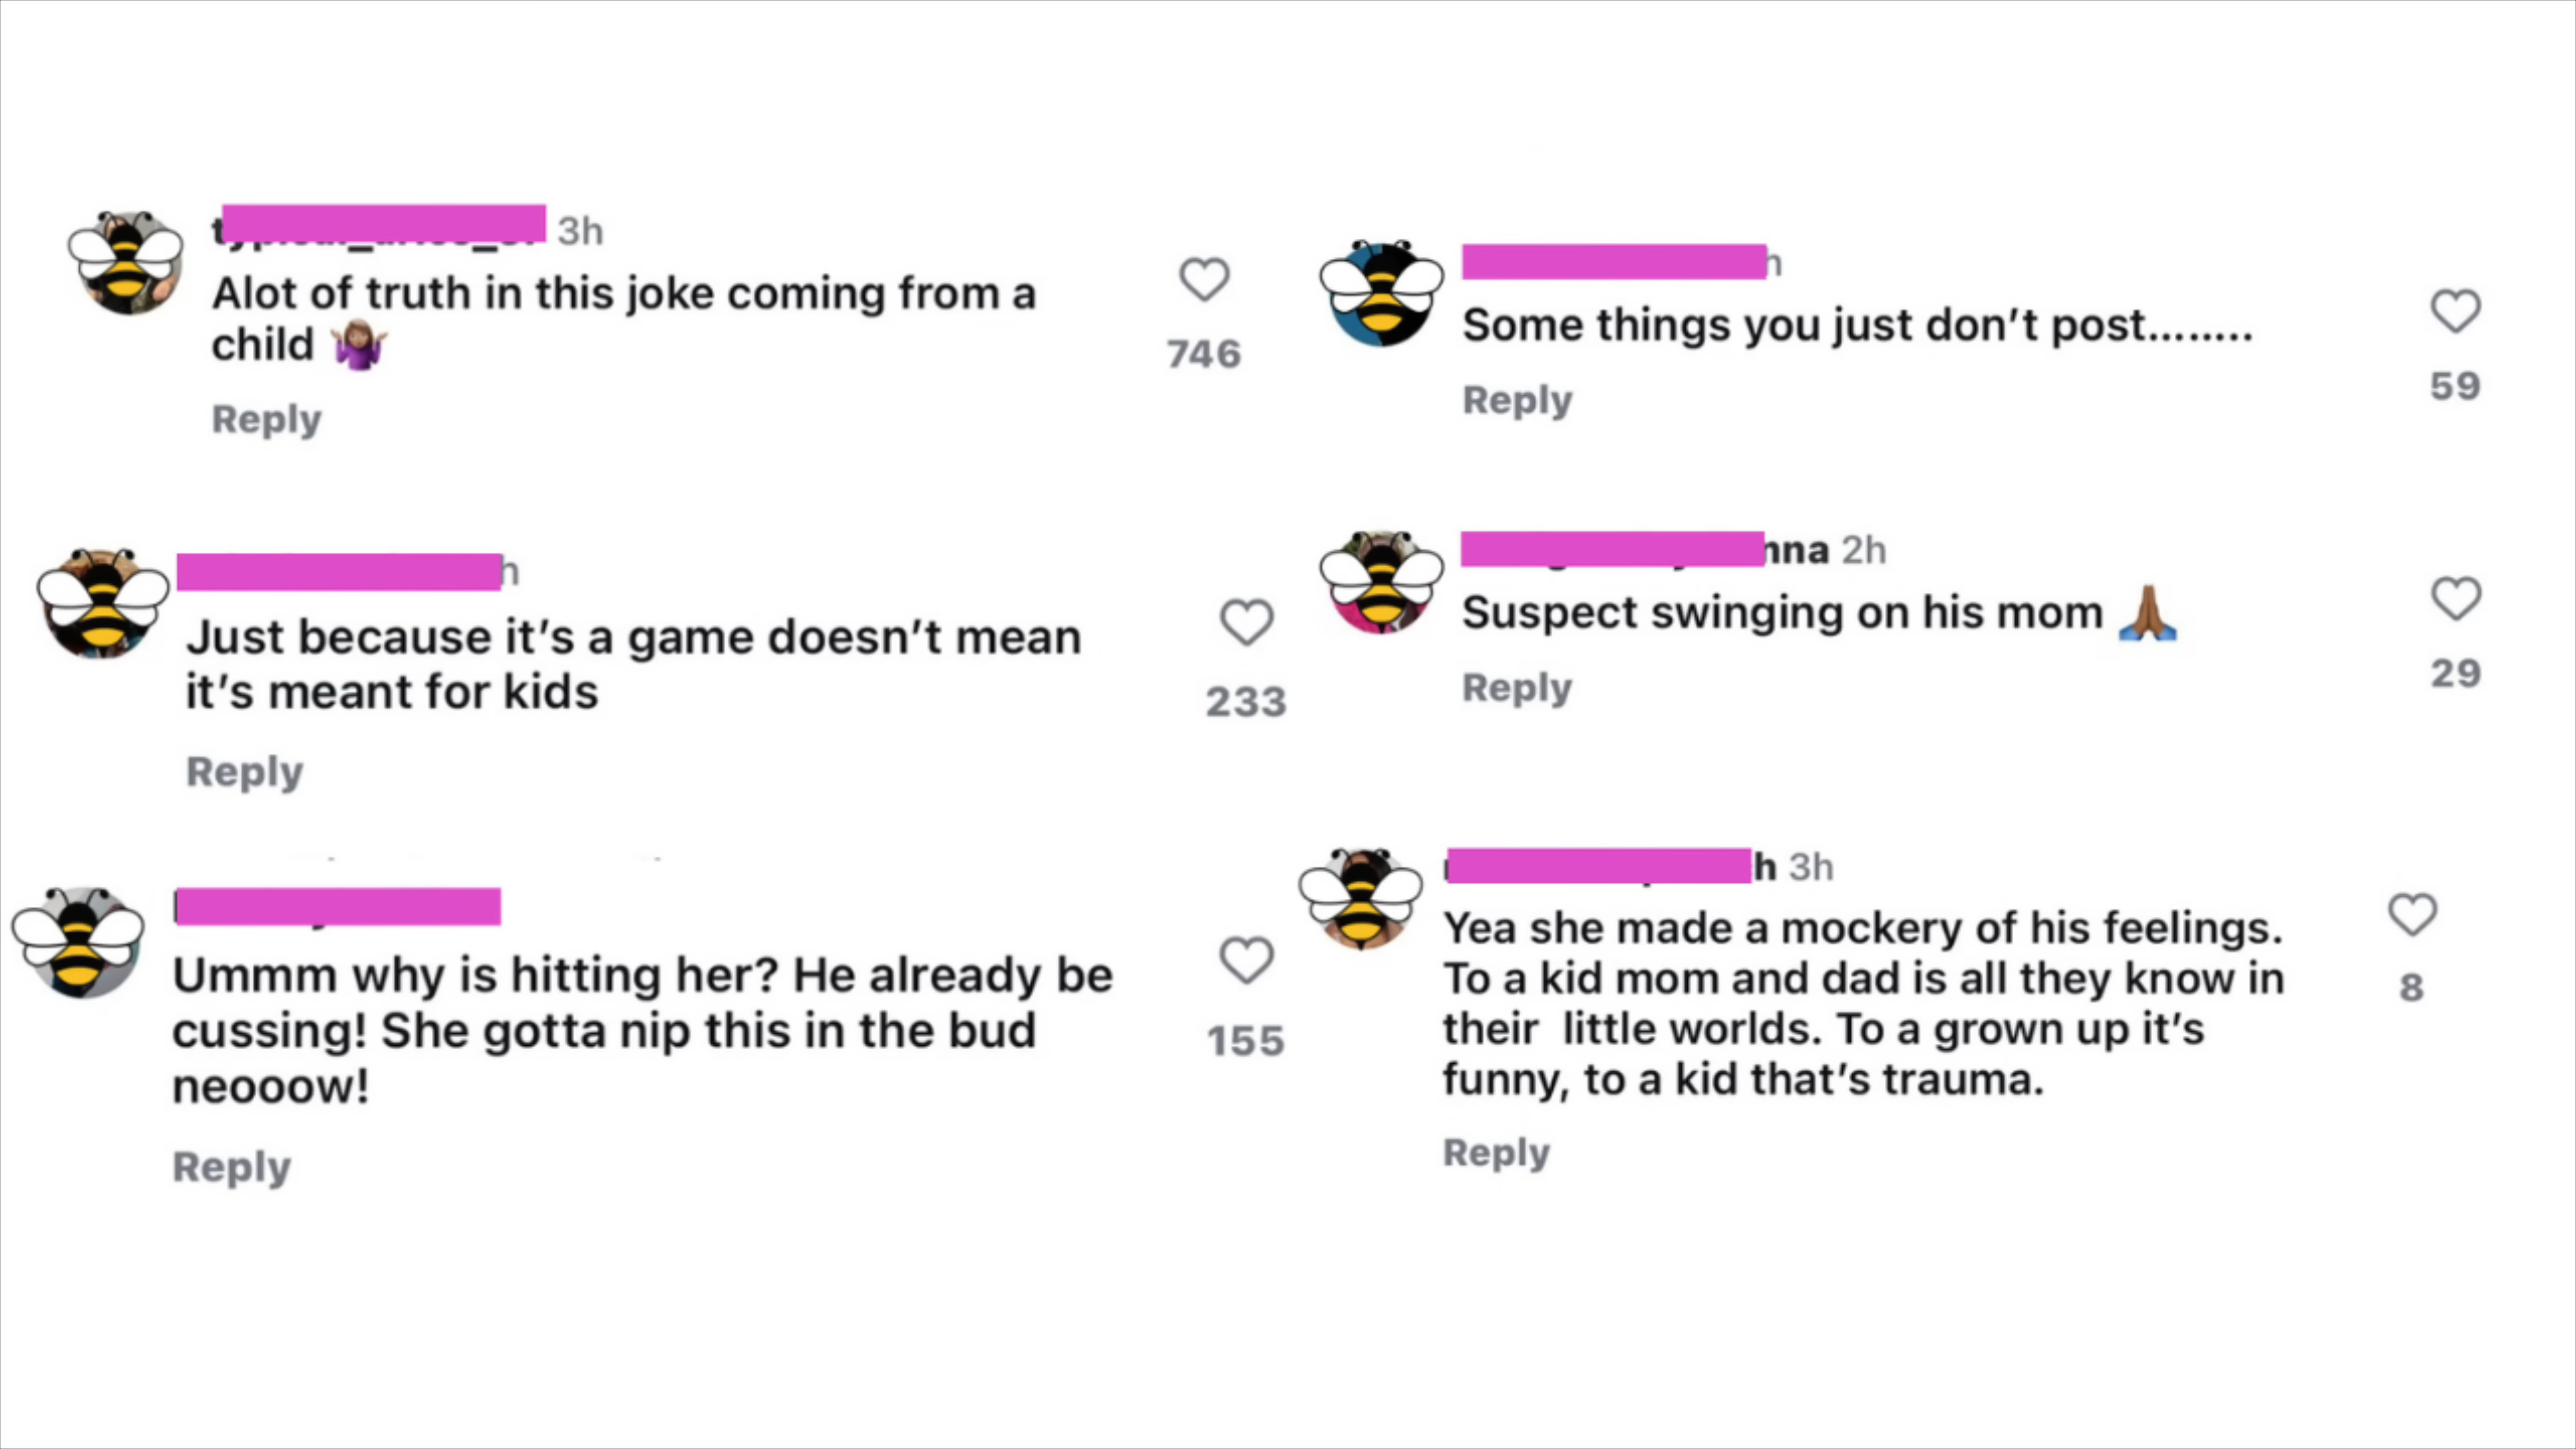 3h
Alot of truth in this joke coming from a
child 🤷🏽‍♀️
746
Reply
Just because it’s a game doesn’t mean
it’s meant for kids
233
Reply
Ummm why is hitting her? He already be
cussing! She gotta nip this in the bud
neooow!
155
Reply
Some things you just don’t post........
59
Reply
nna 2h
Suspect swinging on his mom 🙏🏾
29
Reply
h 3h
Yea she made a mockery of his feelings.
To a kid mom and dad is all they know in
their  little worlds. To a grown up it’s
funny, to a kid that’s trauma.
8
Reply